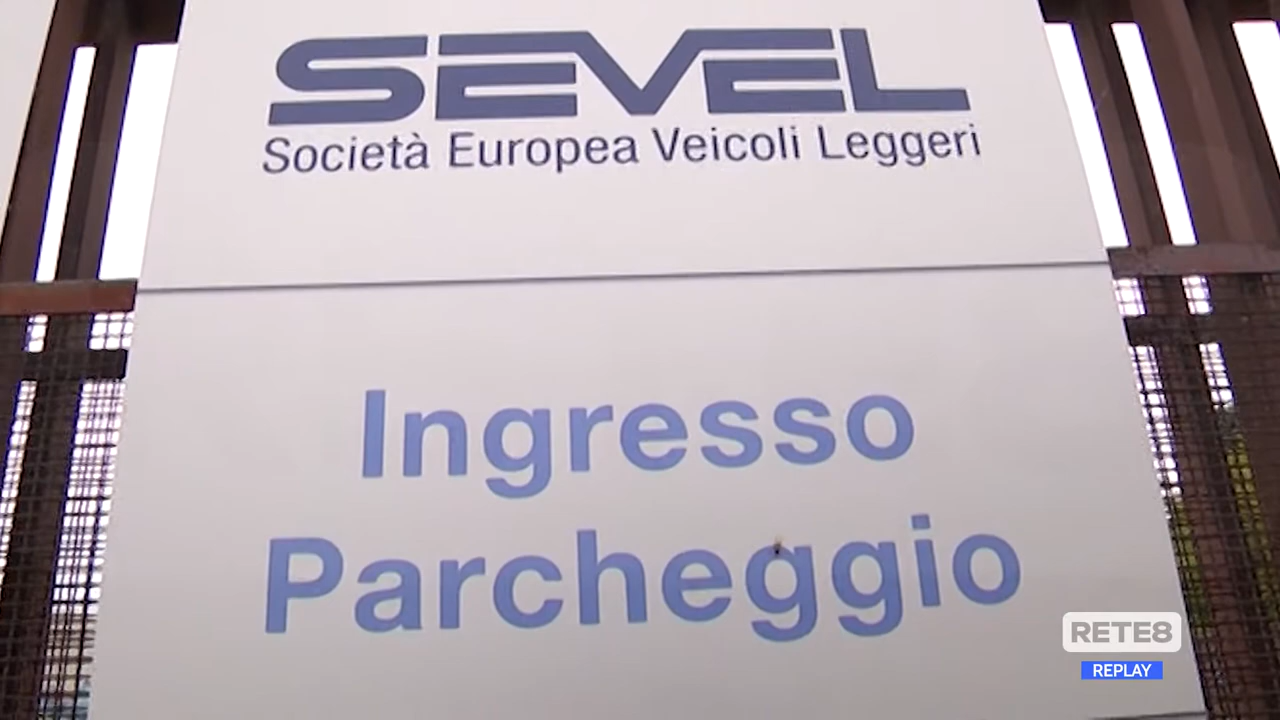 SEVEL
Società Europea Veicoli Leggeri
Ingresso
Parcheggio
RETE8
REPLAY